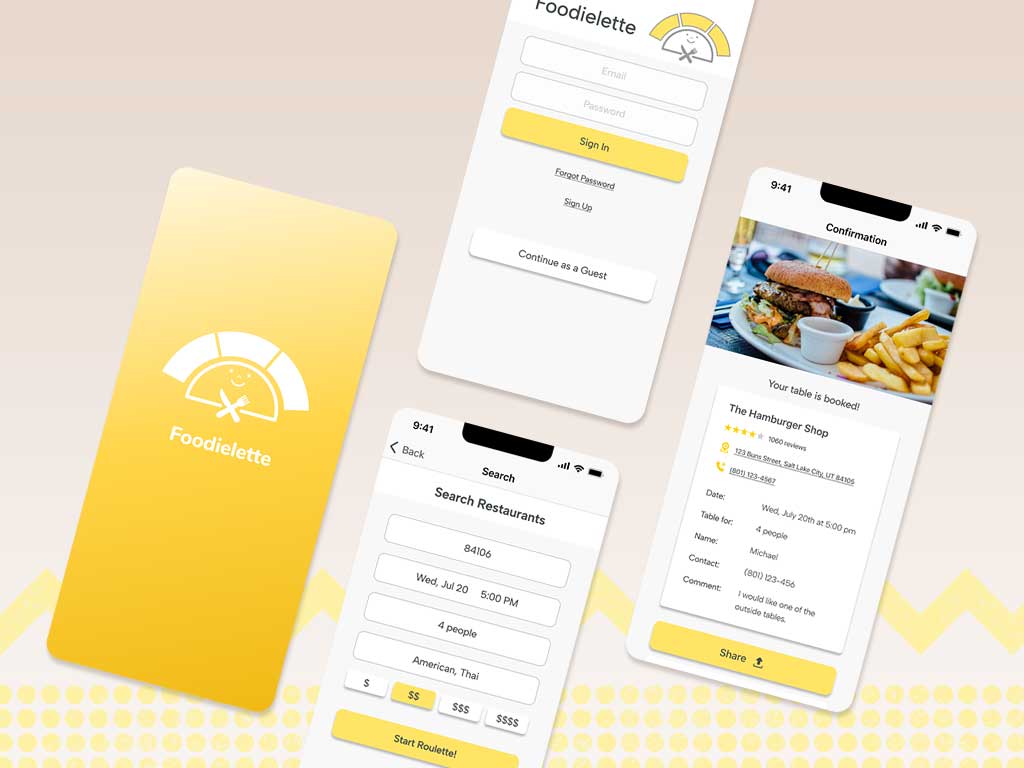 Foodielette
Foodielette
Email
Password
Sign In
Forgot Password
Sign Up
Continue as a Guest
9:41
Back
Search
Search Restaurants
84106
Wed, Jul 20 5:00 PM
4 people
American, Thai
$ $$ $$$ $$$$
Start Roulette!
9:41
Confirmation
Your table is booked!
The Hamburger Shop
1060 reviews
123 Buns Street, Salt Lake City, UT 84105
(801) 123-4567
Date: Wed, July 20th at 5:00 pm
Table for: 4 people
Name: Michael
Contact: (801) 123-456
Comment: I would like one of the
outside tables.
Share